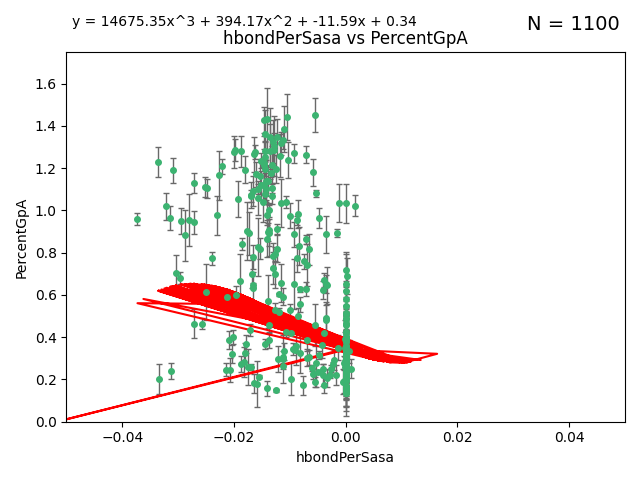 y = 14675.35x^3 + 394.17x^2 + -11.59x + 0.34
N = 1100
hbondPerSasa vs PercentGpA
PercentGpA
1.6
1.4
1.2
1.0
0.8
0.6
0.4
0.2
0.0
−0.04
−0.02
0.00
0.02
0.04
hbondPerSasa